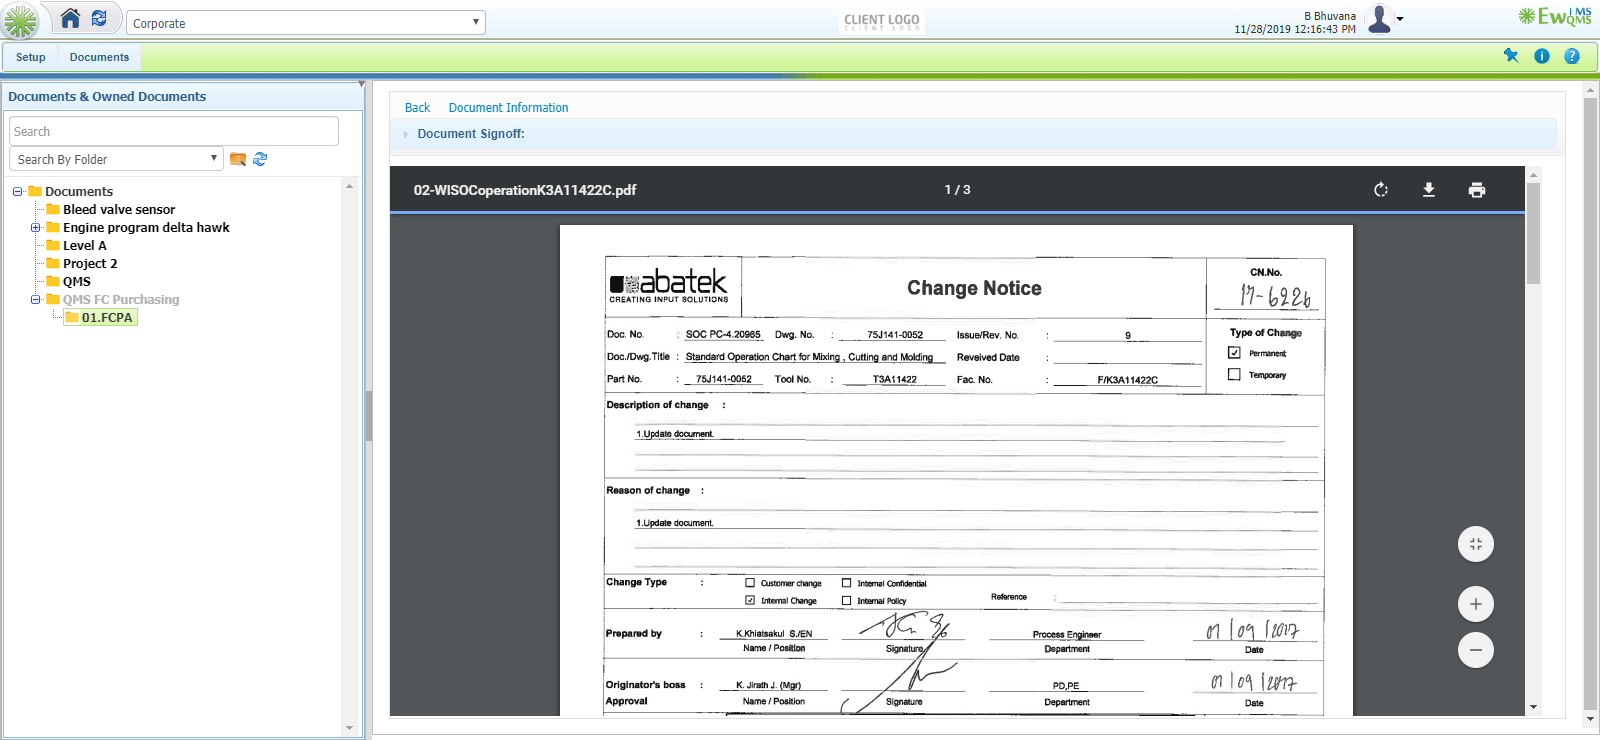 Corporate
CLIENT LOGO
CLIENT LOGO
B Bhuvana
11/28/2019 12:16:43 PM
EwQMS
IMS
Setup
Documents
Documents & Owned Documents
Search
Search By Folder
Documents
Bleed valve sensor
Engine program delta hawk
Level A
Project 2
QMS
QMS FC Purchasing
01.FCPA
Back Document Information
Document Signoff:
02-WISOCoperationK3A11422C.pdf 1 / 3
abatek
CREATING INPUT SOLUTIONS
Change Notice
CN.No.
17-622b
Doc. No. : SOC PC-4.20965 Dwg. No. : 75J141-0052 Issue/Rev. No. : 9
Doc./Dwg.Title : Standard Operation Chart for Mixing , Cutting and Molding Reveived Date :
Part No. : 75J141-0052 Tool No. : T3A11422 Fac. No. : F/K3A11422C
Type of Change
Permanent
Temporary
Description of change :
1.Update document.
Reason of change :
1.Update document.
Change Type : Customer change Internal Confidential
Internal Change Internal Policy Reference :
Prepared by : K.Khiatsakul S./EN Process Engineer 01/09/2017
Name / Position Signature Department Date
Originator's boss : K. Jirath J. (Mgr) PD,PE 01/09/2017
Approval Name / Position Signature Department Date